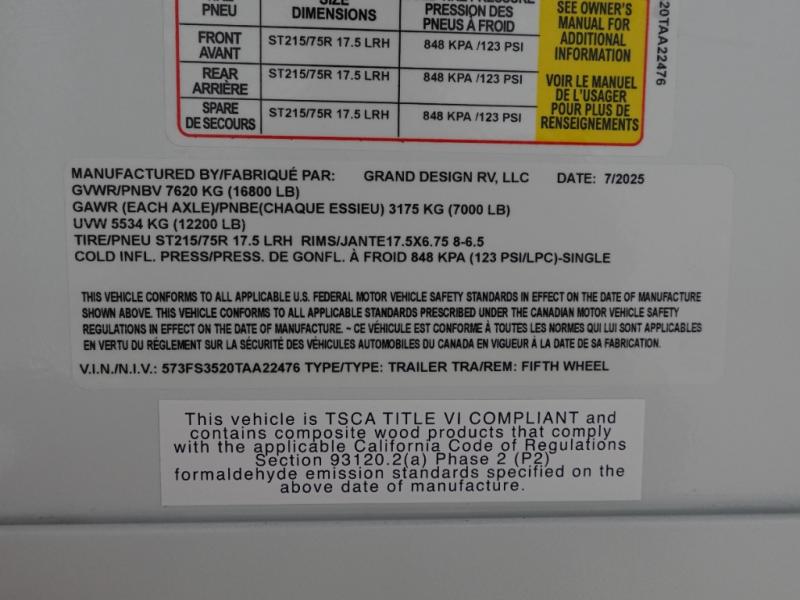 PNEU
DIMENSIONS
PRESSION DES
PNEUS À FROID
SEE OWNER'S
MANUAL FOR
ADDITIONAL
INFORMATION
FRONT
AVANT
ST215/75R 17.5 LRH
848 KPA /123 PSI
REAR
ARRIÈRE
ST215/75R 17.5 LRH
848 KPA /123 PSI
SPARE
DE SECOURS
ST215/75R 17.5 LRH
848 KPA /123 PSI
VOIR LE MANUEL
DE L'USAGER
POUR PLUS DE
RENSEIGNEMENTS
20TAA22476
MANUFACTURED BY/FABRIQUÉ PAR: GRAND DESIGN RV, LLC DATE: 7/2025
GVWR/PNBV 7620 KG (16800 LB)
GAWR (EACH AXLE)/PNBE(CHAQUE ESSIEU) 3175 KG (7000 LB)
UVW 5534 KG (12200 LB)
TIRE/PNEU ST215/75R 17.5 LRH RIMS/JANTE17.5X6.75 8-6.5
COLD INFL. PRESS/PRESS. DE GONFL. À FROID 848 KPA (123 PSI/LPC)-SINGLE
THIS VEHICLE CONFORMS TO ALL APPLICABLE U.S. FEDERAL MOTOR VEHICLE SAFETY STANDARDS IN EFFECT ON THE DATE OF MANUFACTURE
SHOWN ABOVE. THIS VEHICLE CONFORMS TO ALL APPLICABLE STANDARDS PRESCRIBED UNDER THE CANADIAN MOTOR VEHICLE SAFETY
REGULATIONS IN EFFECT ON THE DATE OF MANUFACTURE. ~ CE VÉHICULE EST CONFORME À TOUTES LES NORMES QUI LUI SONT APPLICABLES
EN VERTU DU RÉGLEMENT SUR LA SÉCURITÉ DES VÉHICULES AUTOMOBILES DU CANADA EN VIGUEUR À LA DATE DE SA FABRICATION.
V.I.N./N.I.V.: 573FS3520TAA22476 TYPE/TYPE: TRAILER TRA/REM: FIFTH WHEEL
This vehicle is TSCA TITLE VI COMPLIANT and
contains composite wood products that comply
with the applicable California Code of Regulations
Section 93120.2(a) Phase 2 (P2)
formaldehyde emission standards specified on the
above date of manufacture.